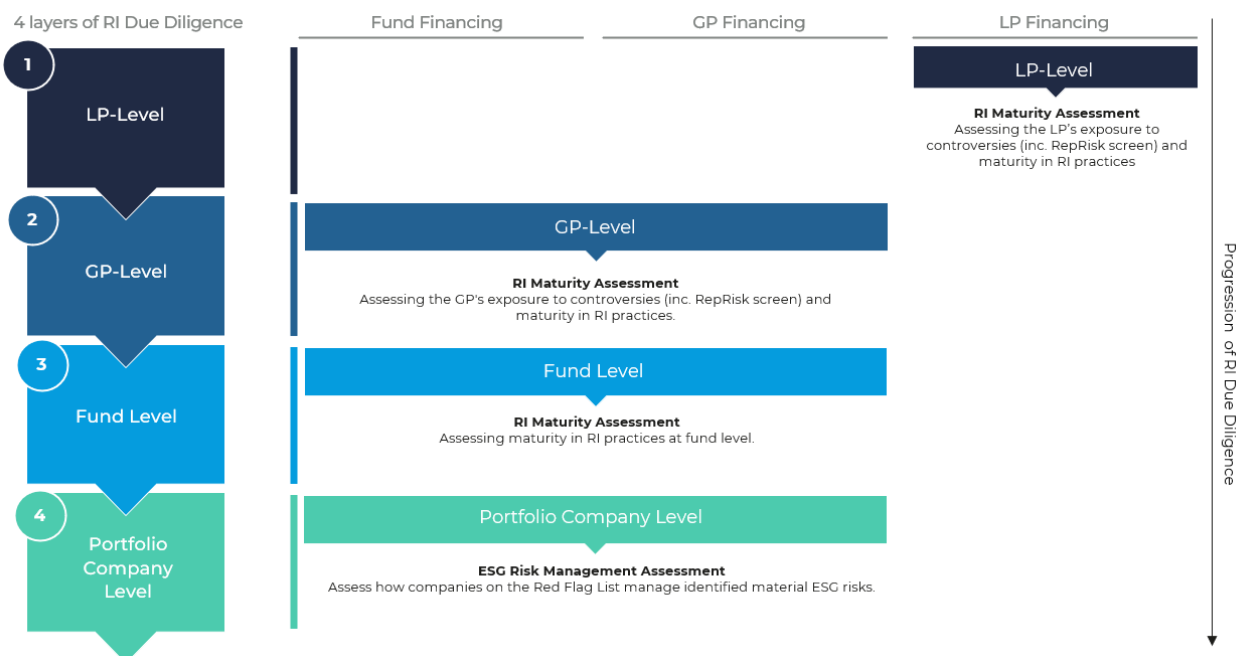 4 layers of RI Due Diligence
Fund Financing
GP Financing
LP Financing
1
LP-Level
LP-Level
RI Maturity Assessment
Assessing the LP’s exposure to
controversies (inc. RepRisk screen) and
maturity in RI practices
2
GP-Level
GP-Level
RI Maturity Assessment
Assessing the GP's exposure to controversies (inc. RepRisk screen) and
maturity in RI practices.
3
Fund Level
Fund Level
RI Maturity Assessment
Assessing maturity in RI practices at fund level.
4
Portfolio
Company
Level
Portfolio Company Level
ESG Risk Management Assessment
Assess how companies on the Red Flag List manage identified material ESG risks.
Progression of RI Due Diligence